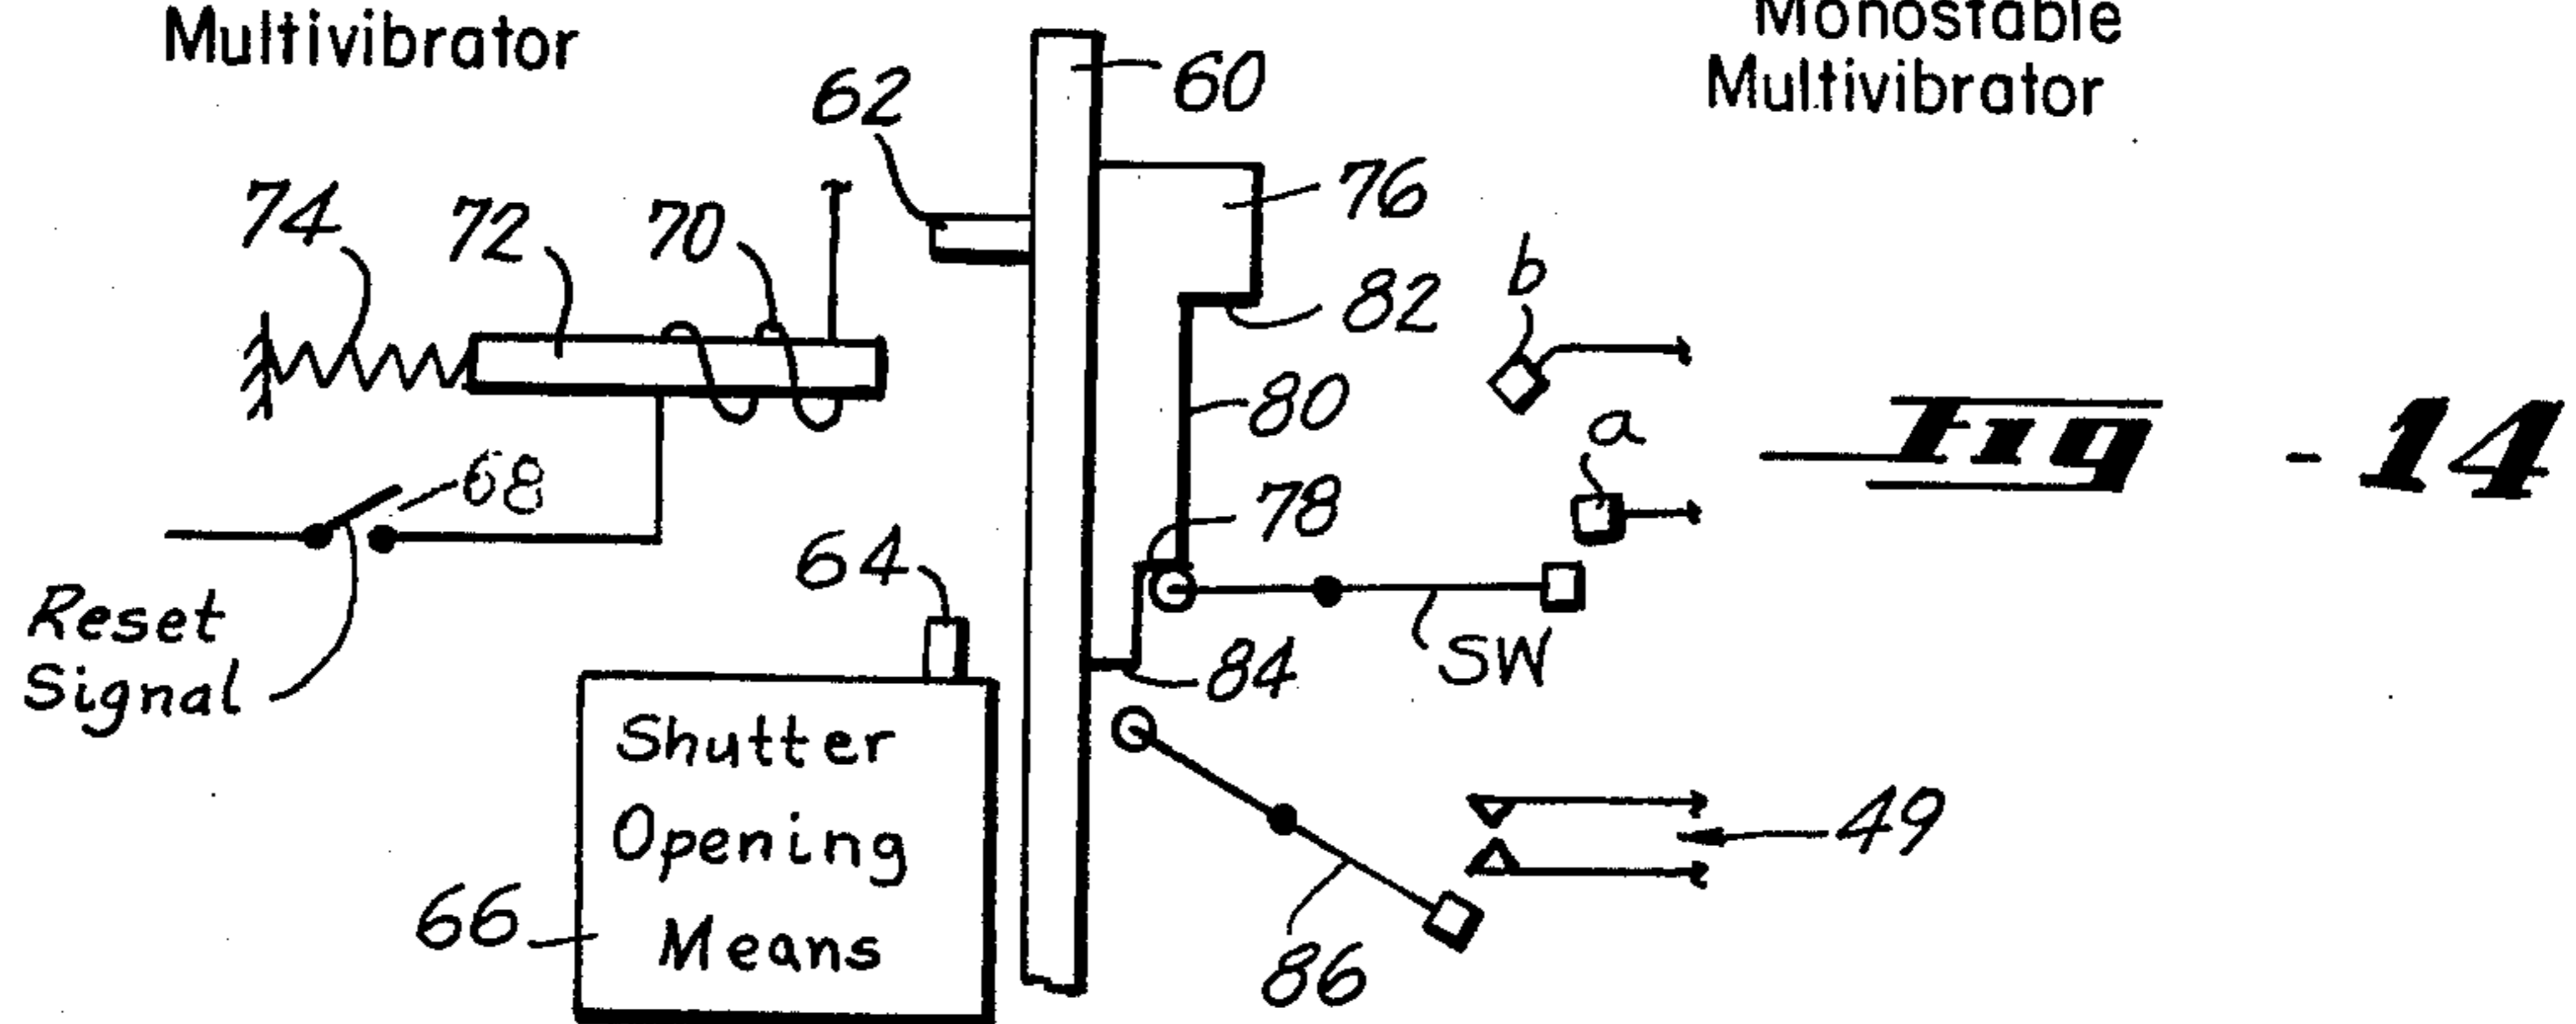 Multivibrator
Monostable
Multivibrator
60
62
76
74
72
70
82
b
80
a
Fig - 14
68
78
64
Reset
Signal
SW
84
Shutter
Opening
Means
66
49
86